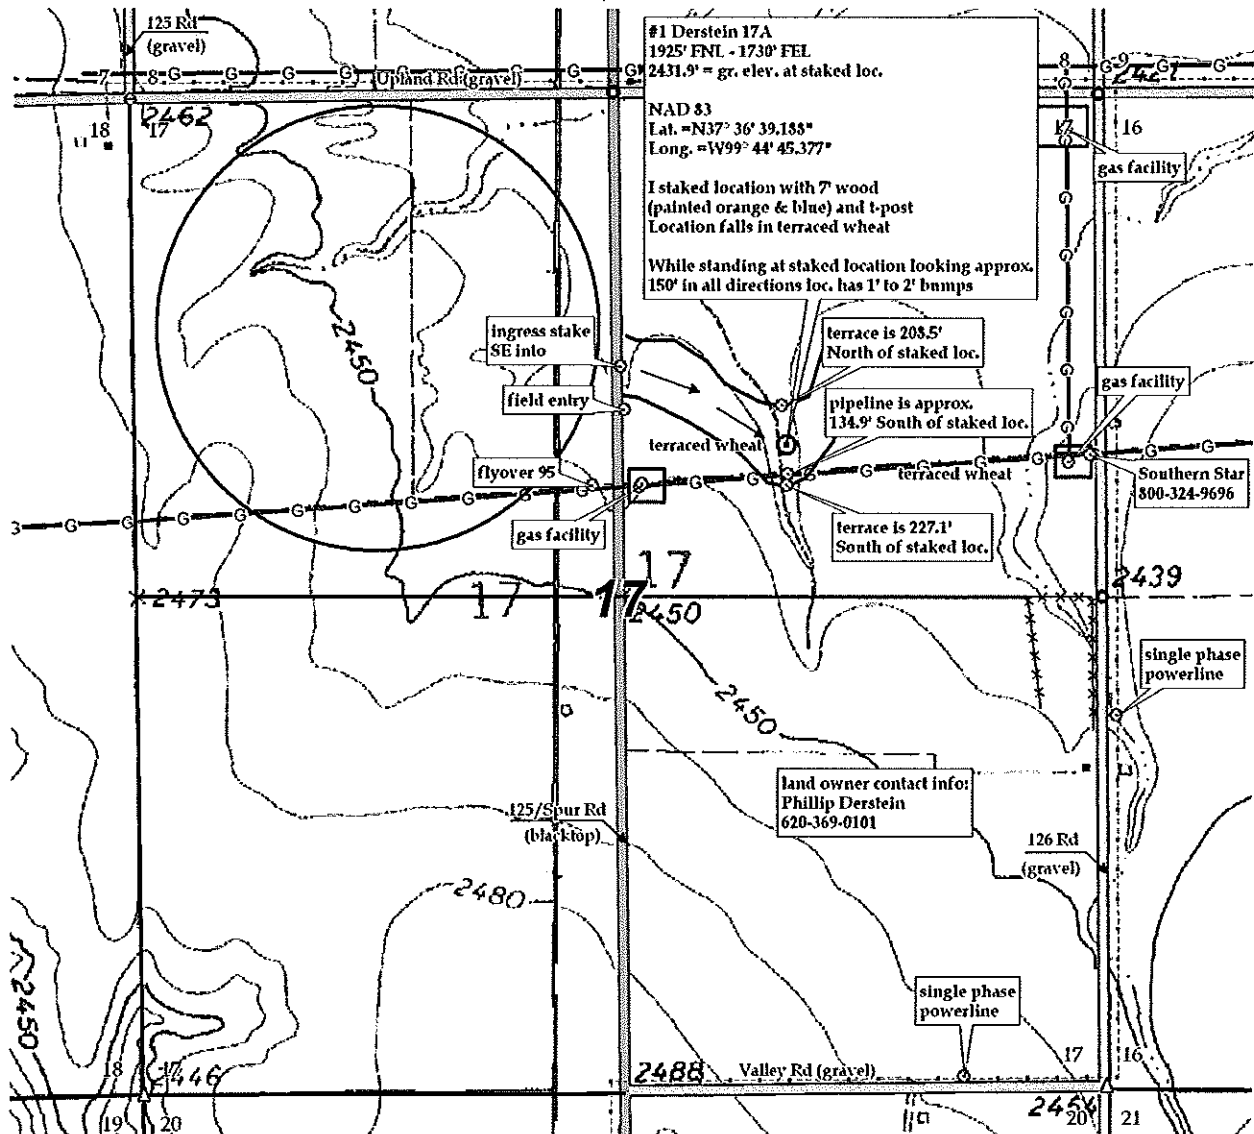 125 Rd
(gravel)
#1 Derstein 17A
1925' FNL - 1730' FEL
2431.9' = gr. elev. at staked loc.
NAD 83
Lat. =N37° 36' 39.188"
Long. =W99° 44' 45.377"
I staked location with 7' wood
(painted orange & blue) and t-post
Location falls in terraced wheat
While standing at staked location looking approx.
150' in all directions loc. has 1' to 2' bumps
7 8
G G G G G G G G
Upland Rd (gravel)
8 9
G G G
2462
18 17
17 16
gas facility
G G G G G G
2450
ingress stake
SE into
terrace is 208.5'
North of staked loc.
field entry
gas facility
pipeline is approx.
134.9' South of staked loc.
terraced wheat
flyover 95
terraced wheat
Southern Star
800-324-9696
G G G G G G G G G G G G G G G G G G G
gas facility
terrace is 227.1'
South of staked loc.
17
2439
2473
17
17
2450
single phase
powerline
2450
land owner contact info:
Phillip Derstein
620-369-0101
125/Spur Rd
(blacktop)
126 Rd
(gravel)
2480
2450
single phase
powerline
18 17
2446
2488
Valley Rd (gravel)
17 16
2454
19 20
20 21